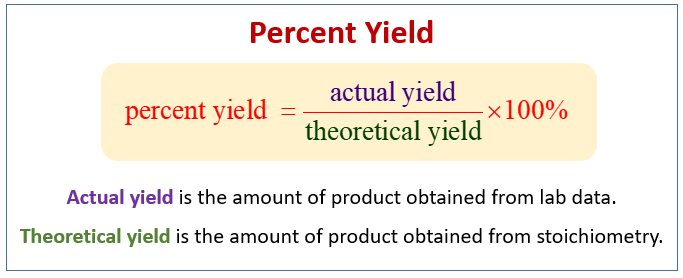 Percent Yield
percent yield = actual yield / theoretical yield ×100%
Actual yield is the amount of product obtained from lab data.
Theoretical yield is the amount of product obtained from stoichiometry.